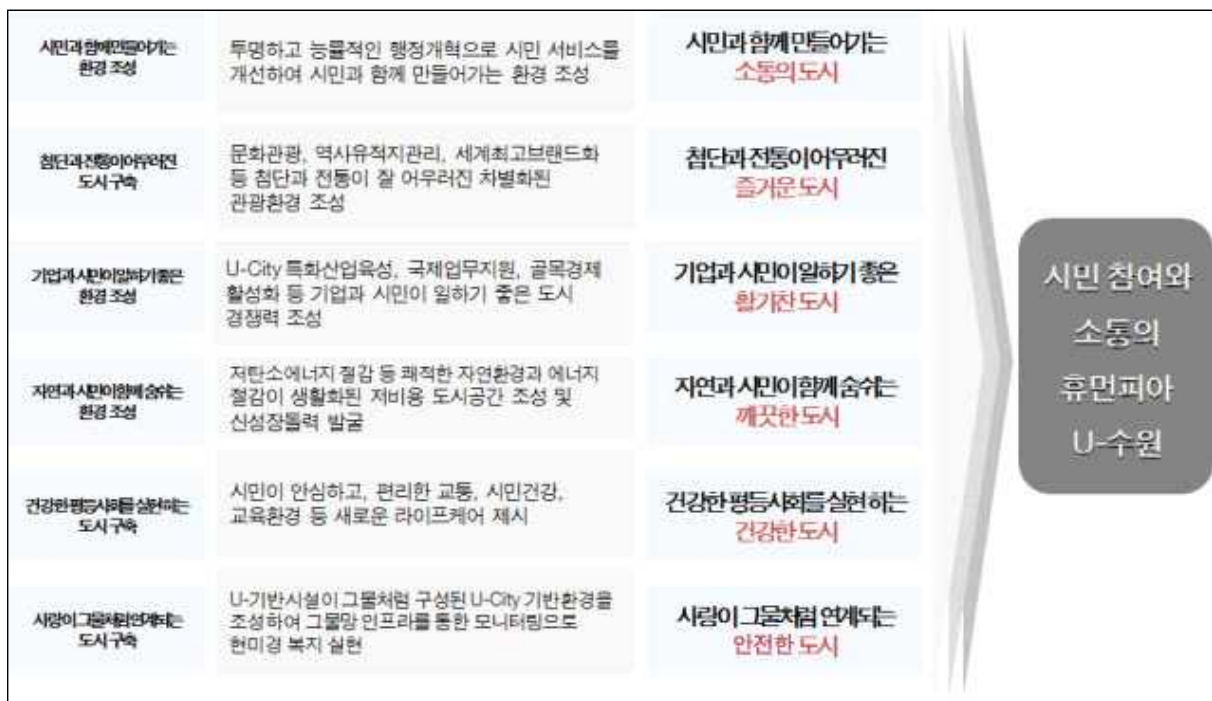 시민과 함께 만들어가는
환경 조성
투명하고 능률적인 행정개혁으로 시민 서비스를
개선하여 시민과 함께 만들어가는 환경 조성
시민과 함께 만들어가는
소통의 도시
첨단과 전통이 어우러진
도시 구축
문화관광, 역사유적지관리, 세계최고브랜드화
등 첨단과 전통이 잘 어우러진 차별화된
관광환경 조성
첨단과 전통이 어우러진
즐거운 도시
기업과 시민이 일하기 좋은
환경 조성
U-City 특화산업육성, 국제업무지원, 골목경제
활성화 등 기업과 시민이 일하기 좋은 도시
경쟁력 조성
기업과 시민이 일하기 좋은
활기찬 도시
자연과 시민이 함께 숨쉬는
환경 조성
저탄소에너지 절감 등 쾌적한 자연환경과 에너지
절감이 생활화된 저비용 도시공간 조성 및
신성장돌력 발굴
자연과 시민이 함께 숨쉬는
깨끗한 도시
건강한 평등사회를 실현 하는
도시 구축
시민이 안심하고, 편리한 교통, 시민건강,
교육환경 등 새로운 라이프케어 제시
건강한 평등사회를 실현 하는
건강한 도시
사랑이 그물처럼 연계되는
도시 구축
U-기반시설이 그물처럼 구성된 U-City 기반환경을
조성하여 그물망 인프라를 통한 모니터링으로
현미경 복지 실현
사랑이 그물처럼 연계되는
안전한 도시
시민 참여와
소통의
휴먼피아
U-수원